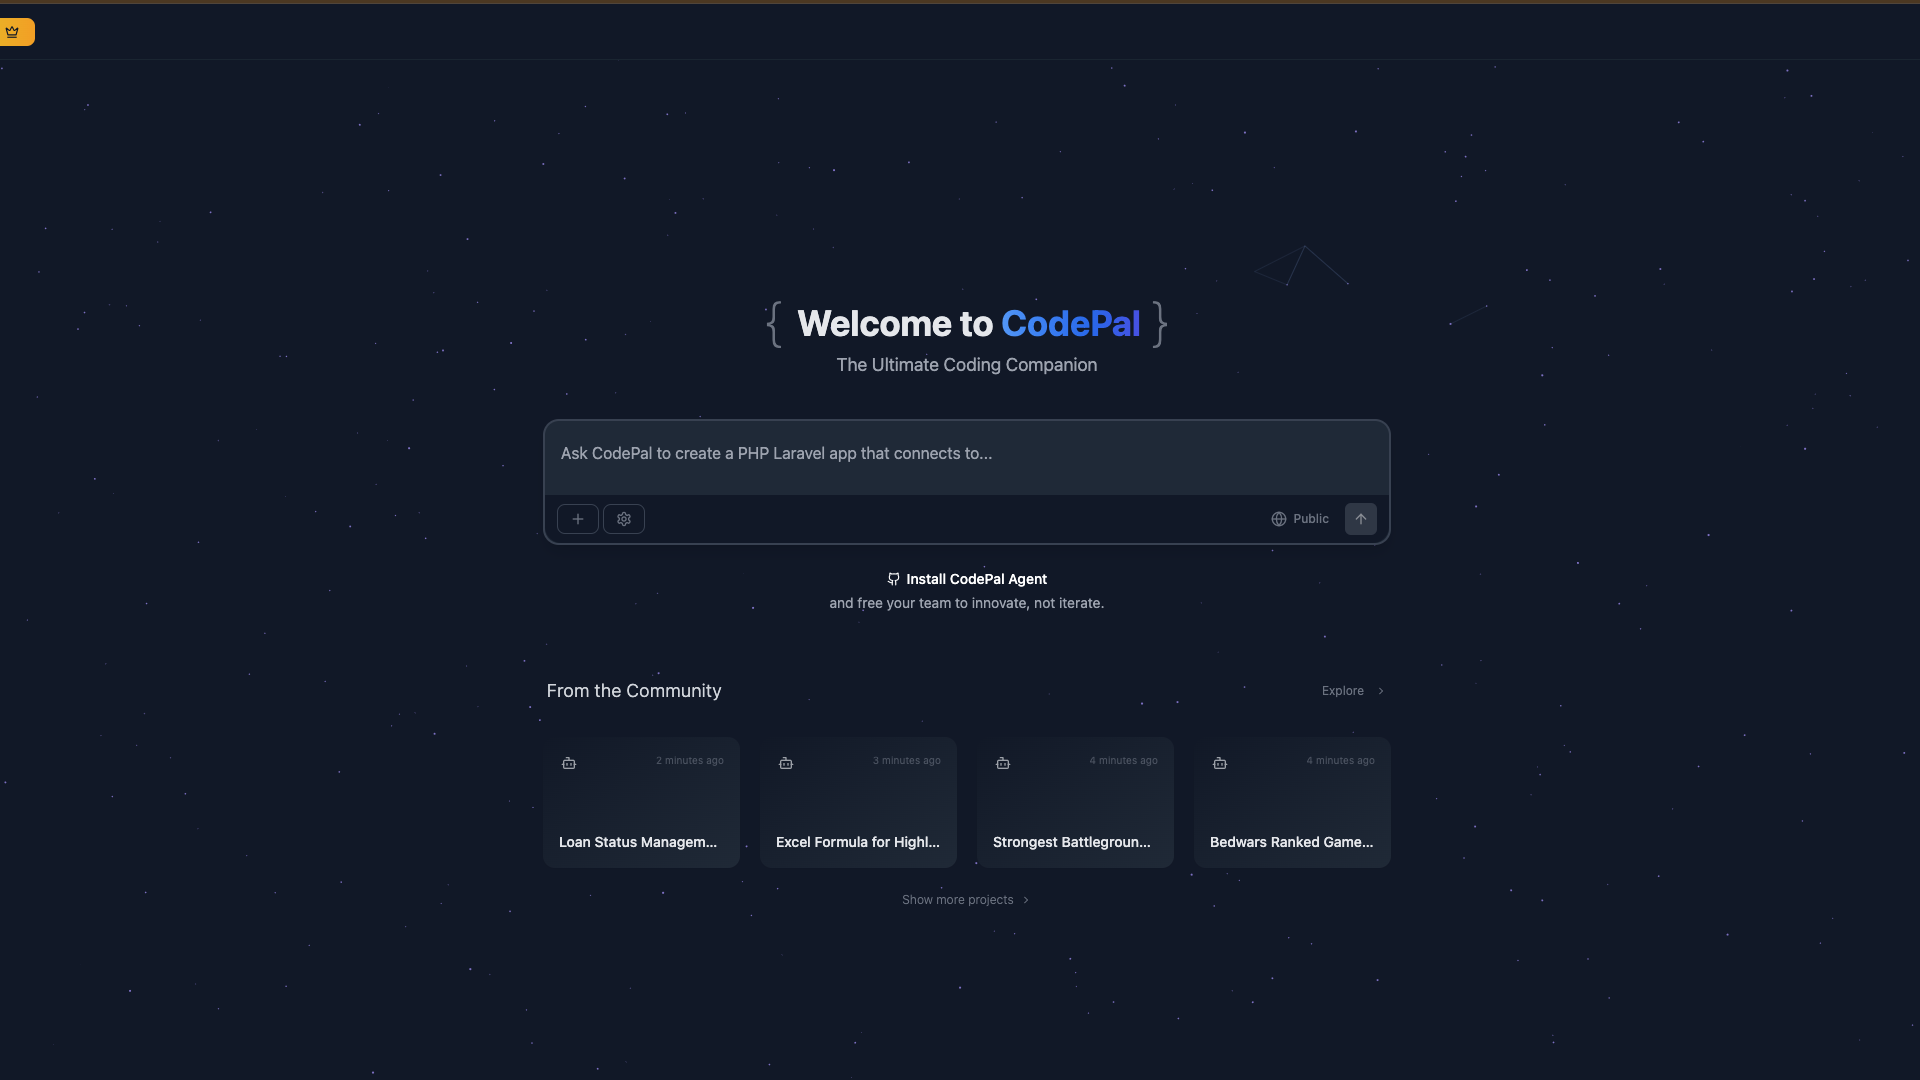 { Welcome to CodePal }
The Ultimate Coding Companion
Ask CodePal to create a PHP Laravel app that connects to...
Public
Install CodePal Agent
and free your team to innovate, not iterate.
From the Community
Explore
2 minutes ago
Loan Status Managem...
3 minutes ago
Excel Formula for Highl...
4 minutes ago
Strongest Battlegroun...
4 minutes ago
Bedwars Ranked Game...
Show more projects